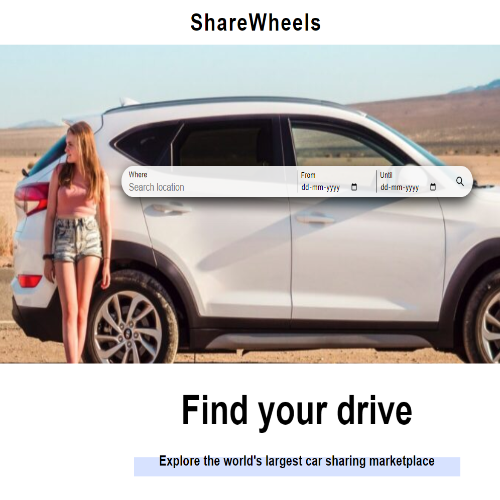 ShareWheels
Where
Search location
From
dd-mm-yyyy
Until
dd-mm-yyyy
Find your drive
Explore the world's largest car sharing marketplace